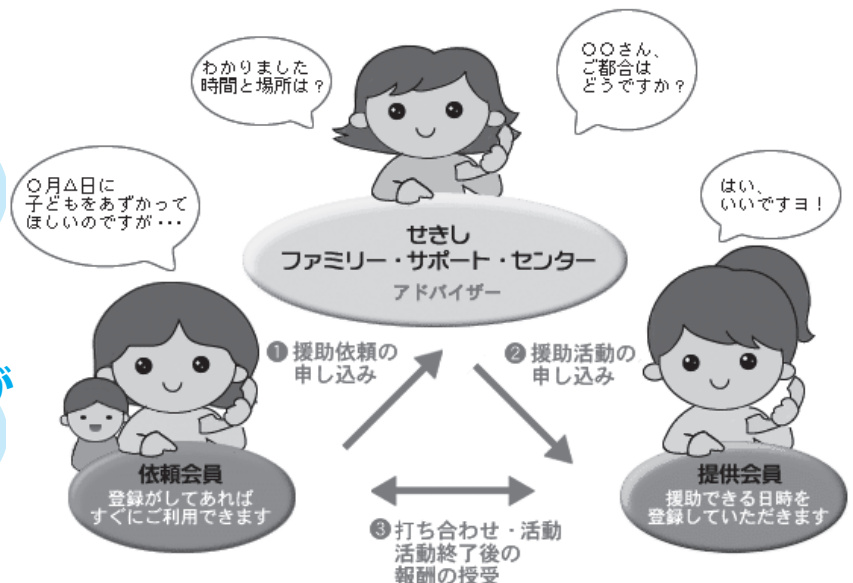 わかりました
時間と場所は？
〇〇さん、
ご都合は
どうですか？
〇月△日に
子どもをあずかって
ほしいのですが・・・
はい、
いいですヨ！
せきし
ファミリー・サポート・センター
アドバイザー
❶援助依頼の
申し込み
❷援助活動の
申し込み
が
依頼会員
登録がしてあれば
すぐにご利用できます
提供会員
援助できる日時を
登録していただきます
❸打ち合わせ・活動
活動終了後の
報酬の授受